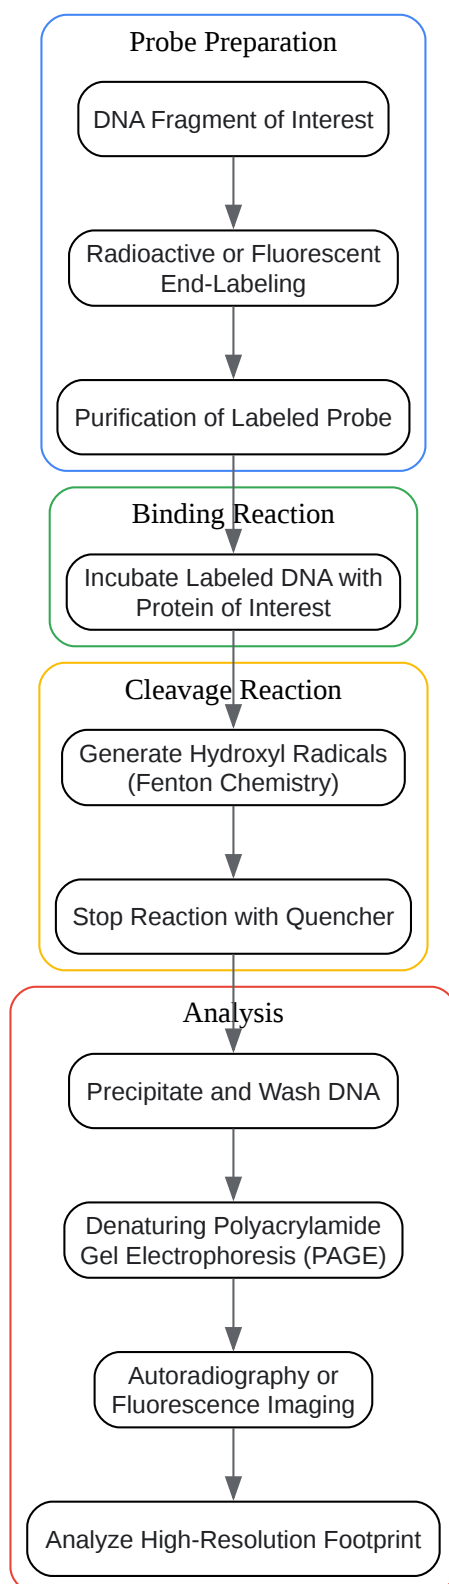 Probe Preparation
DNA Fragment of Interest
Radioactive or Fluorescent
End-Labeling
Purification of Labeled Probe
Binding Reaction
Incubate Labeled DNA with
Protein of Interest
Cleavage Reaction
Generate Hydroxyl Radicals
(Fenton Chemistry)
Stop Reaction with Quencher
Analysis
Precipitate and Wash DNA
Denaturing Polyacrylamide
Gel Electrophoresis (PAGE)
Autoradiography or
Fluorescence Imaging
Analyze High-Resolution Footprint